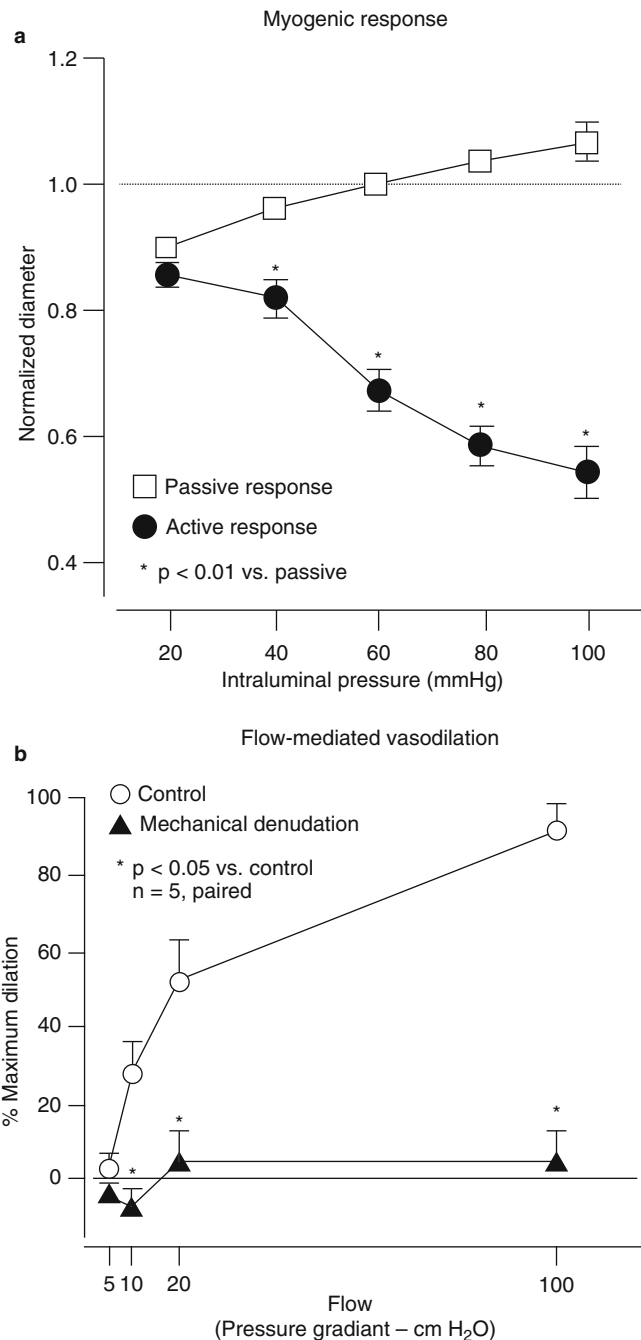 Myogenic response
a
1.2
1.0
0.8
0.6
0.4
Normalized diameter
Passive response
Active response
* p < 0.01 vs. passive
*
*
*
*
20 40 60 80 100
Intraluminal pressure (mmHg)
Flow-mediated vasodilation
b
100
80
60
40
20
0
% Maximum dilation
Control
Mechanical denudation
* p < 0.05 vs. control
n = 5, paired
*
*
*
5 10 20 100
Flow
(Pressure gradiant – cm H₂O)